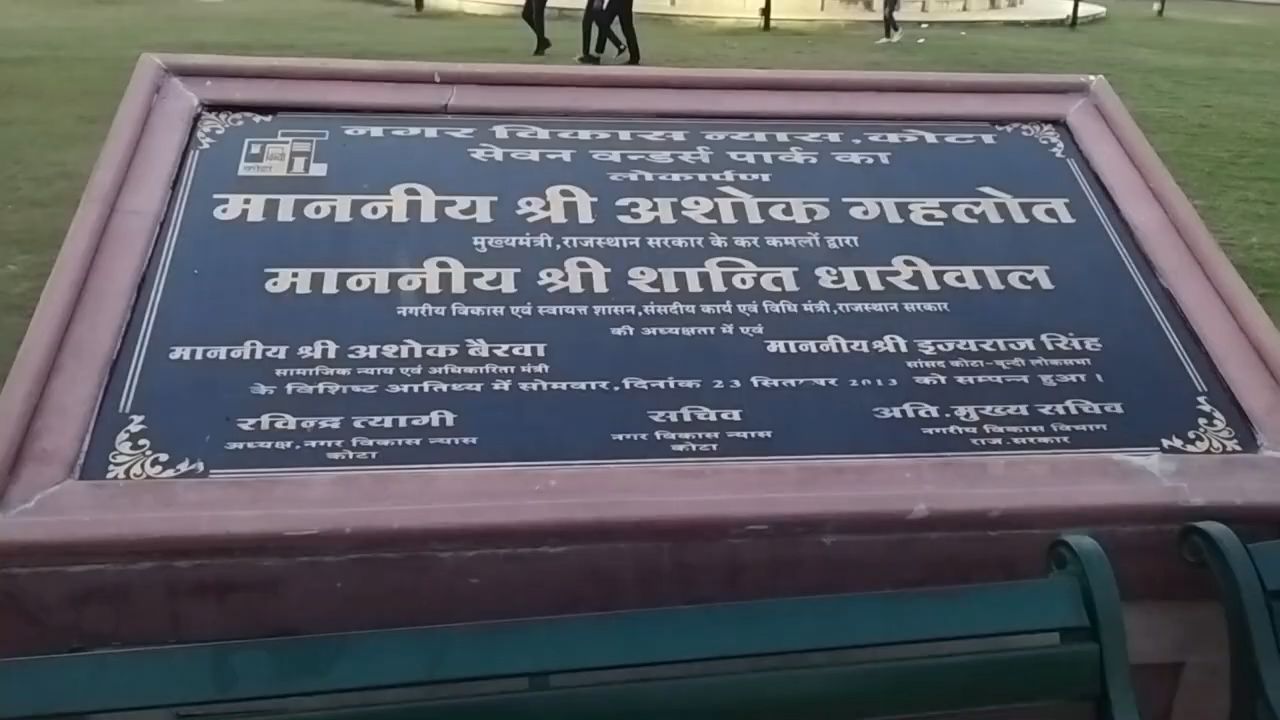 नगर विकास न्यास, कोटा
सेवन वन्डर्स पार्क का
लोकार्पण
माननीय श्री अशोक गहलोत
मुख्यमंत्री,राजस्थान सरकार के कर कमलों द्वारा
माननीय श्री शान्ति धारीवाल
नगरीय विकास एवं स्वायत्त शासन,संसदीय कार्य एवं विधि मंत्री,राजस्थान सरकार
की अध्यक्षता में एवं
माननीय श्री अशोक बैरवा
सामाजिक न्याय एवं अधिकारिता मंत्री
माननीय श्री इज्यराज सिंह
सांसद कोटा-बून्दी लोकसभा
के विशिष्ट आतिथ्य में सोमवार,दिनांक 23 सितम्बर 2013 को सम्पन्न हुआ।
रविन्द्र त्यागी
अध्यक्ष,नगर विकास न्यास
कोटा
सचिव
नगर विकास न्यास
कोटा
अति.मुख्य सचिव
नगरीय विकास विभाग
राज.सरकार